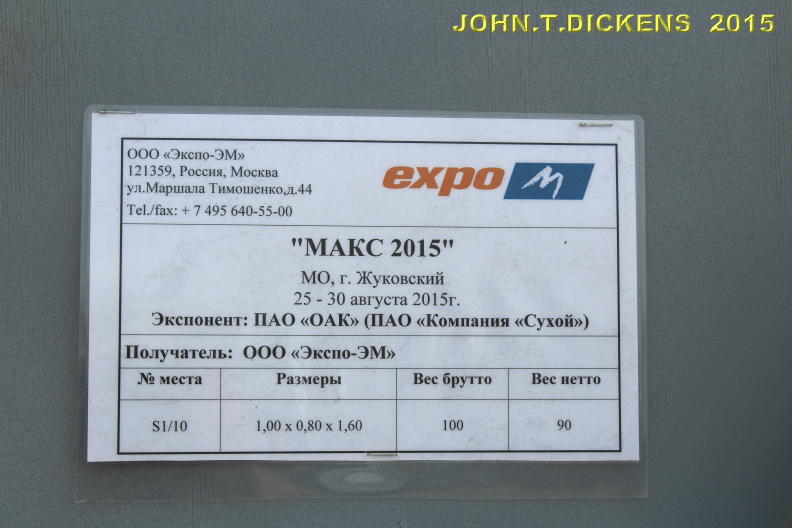 JOHN.T.DICKENS 2015
ООО «Экспо-ЭМ»
121359, Россия, Москва
ул.Маршала Тимошенко,д.44
Tel./fax: + 7 495 640-55-00
expo M
"МАКС 2015"
МО, г. Жуковский
25 - 30 августа 2015г.
Экспонент: ПАО «ОАК» (ПАО «Компания «Сухой»)
Получатель: ООО «Экспо-ЭМ»
№ места Размеры Вес брутто Вес нетто
S1/10 1,00 x 0,80 x 1,60 100 90